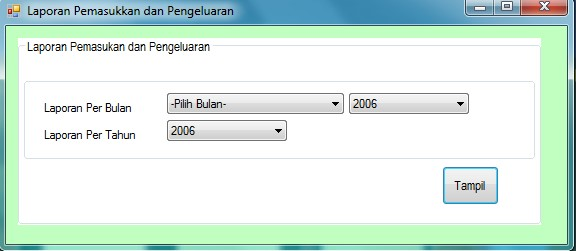 Laporan Pemasukkan dan Pengeluaran
Laporan Pemasukan dan Pengeluaran
Laporan Per Bulan -Pilih Bulan- 2006
Laporan Per Tahun 2006
Tampil